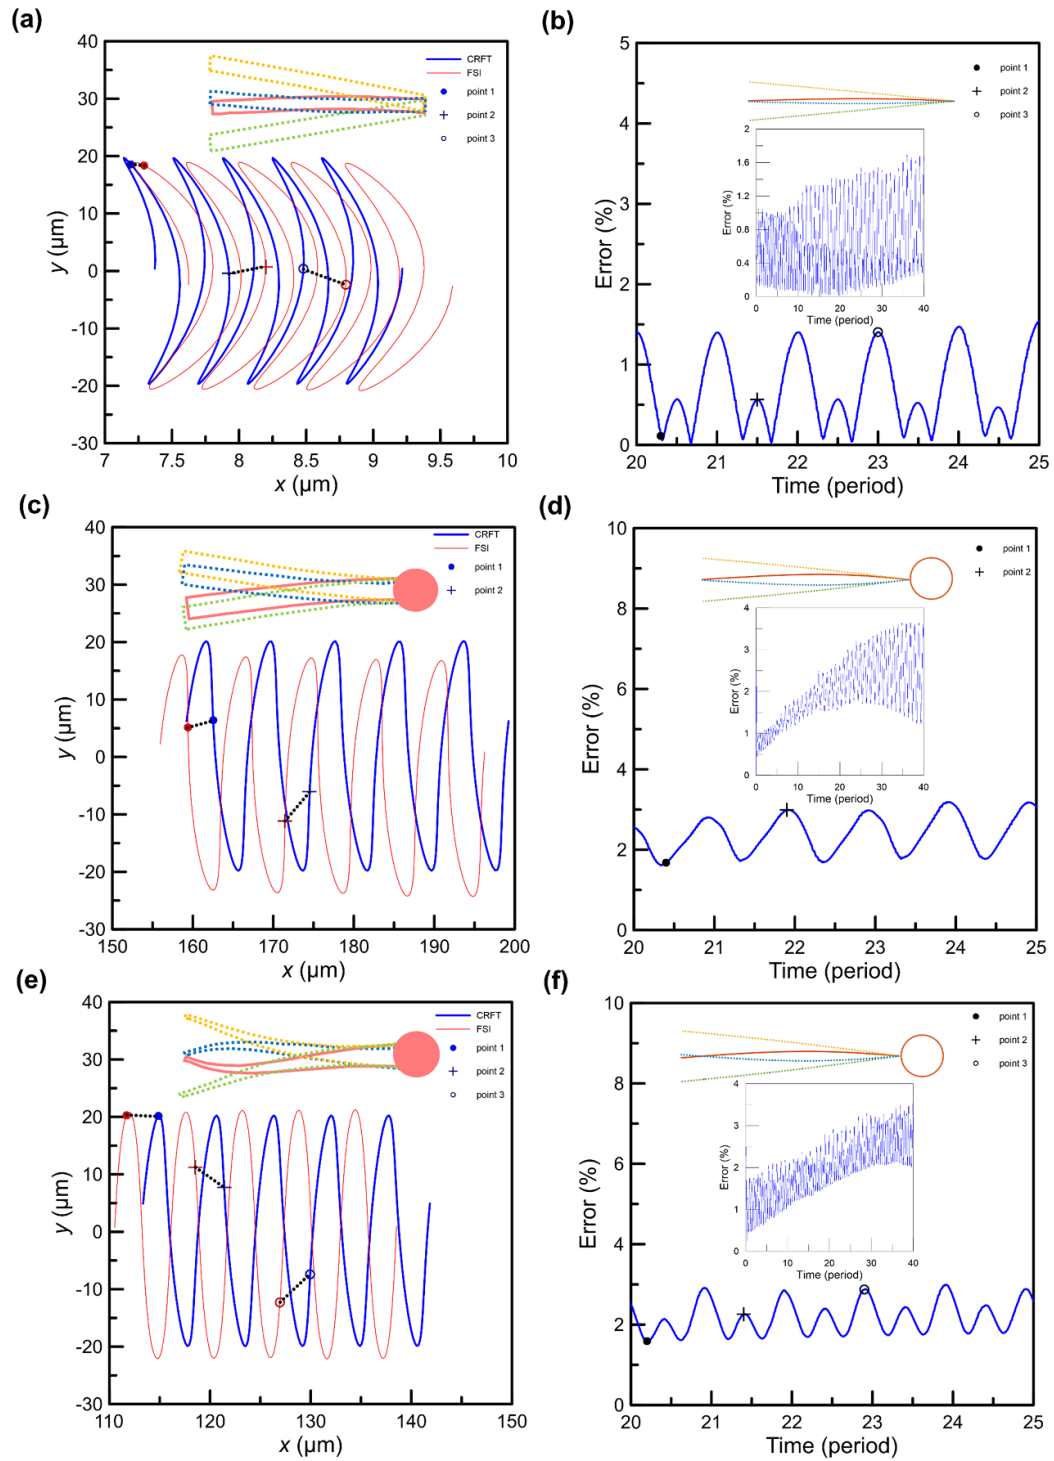 (a)
40
30
20
10
0
-10
-20
-30
y (µm)
7
7.5
8
8.5
9
9.5
10
x (µm)
CRFT
FSI
point 1
point 2
point 3
(b)
5
4
3
2
1
0
Error (%)
20
21
22
23
24
25
Time (period)
point 1
point 2
point 3
2
1.6
1.2
0.8
0.4
0
Error (%)
0
10
20
30
40
Time (period)
(c)
40
30
20
10
0
-10
-20
-30
y (µm)
150
160
170
180
190
200
x (µm)
CRFT
FSI
point 1
point 2
(d)
10
8
6
4
2
0
Error (%)
20
21
22
23
24
25
Time (period)
point 1
point 2
4
3
2
1
0
Error (%)
0
10
20
30
40
Time (period)
(e)
40
30
20
10
0
-10
-20
-30
y (µm)
110
120
130
140
150
x (µm)
CRFT
FSI
point 1
point 2
point 3
(f)
10
8
6
4
2
0
Error (%)
20
21
22
23
24
25
Time (period)
point 1
point 2
point 3
4
3
2
1
0
Error (%)
0
10
20
30
40
Time (period)